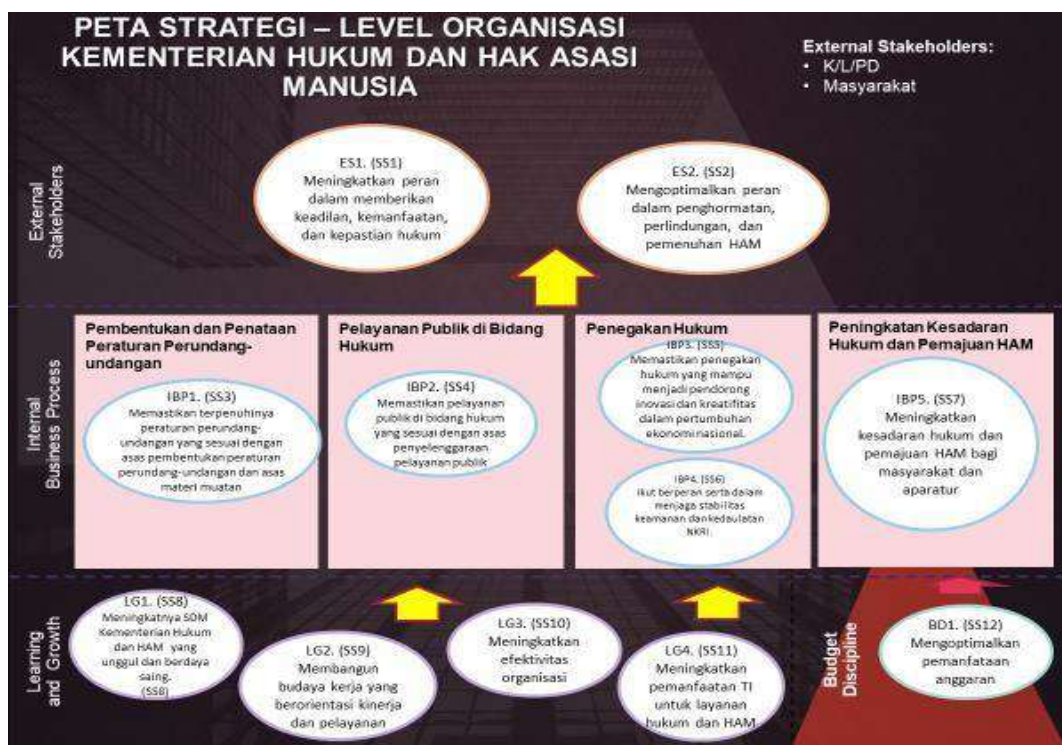 PETA STRATEGI – LEVEL ORGANISASI
KEMENTERIAN HUKUM DAN HAK ASASI
MANUSIA
External Stakeholders:
• K/L/PD
• Masyarakat
External
Stakeholders
ES1. (SS1)
Meningkatkan peran
dalam memberikan
keadilan, kemanfaatan,
dan kepastian hukum
ES2. (SS2)
Mengoptimalkan peran
dalam penghormatan,
perlindungan, dan
pemenuhan HAM
Internal
Business Process
Pembentukan dan Penataan
Peraturan Perundang-
undangan
IBP1. (SS3)
Memastikan terpenuhinya
peraturan perundang-
undangan yang sesuai dengan
asas pembentukan peraturan
perundang-undangan dan asas
materi muatan
Pelayanan Publik di Bidang
Hukum
IBP2. (SS4)
Memastikan pelayanan
publik di bidang hukum
yang sesuai dengan asas
penyelenggaraan
pelayanan publik
Penegakan Hukum
IBP3. (SS5)
Memastikan penegakan
hukum yang mampu
menjadi pendorong
inovasi dan kreatifitas
dalam pertumbuhan
ekonomi nasional.
IBP4. (SS6)
Ikut berperan serta dalam
menjaga stabilitas
keamanan dan kedaulatan
NKRI.
Peningkatan Kesadaran
Hukum dan Pemajuan HAM
IBP5. (SS7)
Meningkatkan
kesadaran hukum dan
pemajuan HAM bagi
masyarakat dan
aparatur
Learning
and Growth
LG1. (SS8)
Meningkatnya SDM
Kementerian Hukum
dan HAM yang
unggul dan berdaya
saing.
(SS8)
LG2. (SS9)
Membangun
budaya kerja yang
berorientasi kinerja
dan pelayanan
LG3. (SS10)
Meningkatkan
efektivitas
organisasi
LG4. (SS11)
Meningkatkan
pemanfaatan TI
untuk layanan
hukum dan HAM
Budget
Discipline
BD1. (SS12)
Mengoptimalkan
pemanfataan
anggaran